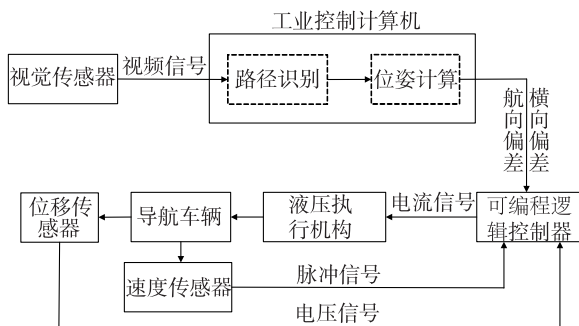 工业控制计算机
视觉传感器
视频信号
路径识别
位姿计算
航向偏差
横向偏差
位移传
感器
导航车辆
液压执
行机构
电流信号
可编程逻
辑控制器
速度传感器
脉冲信号
电压信号